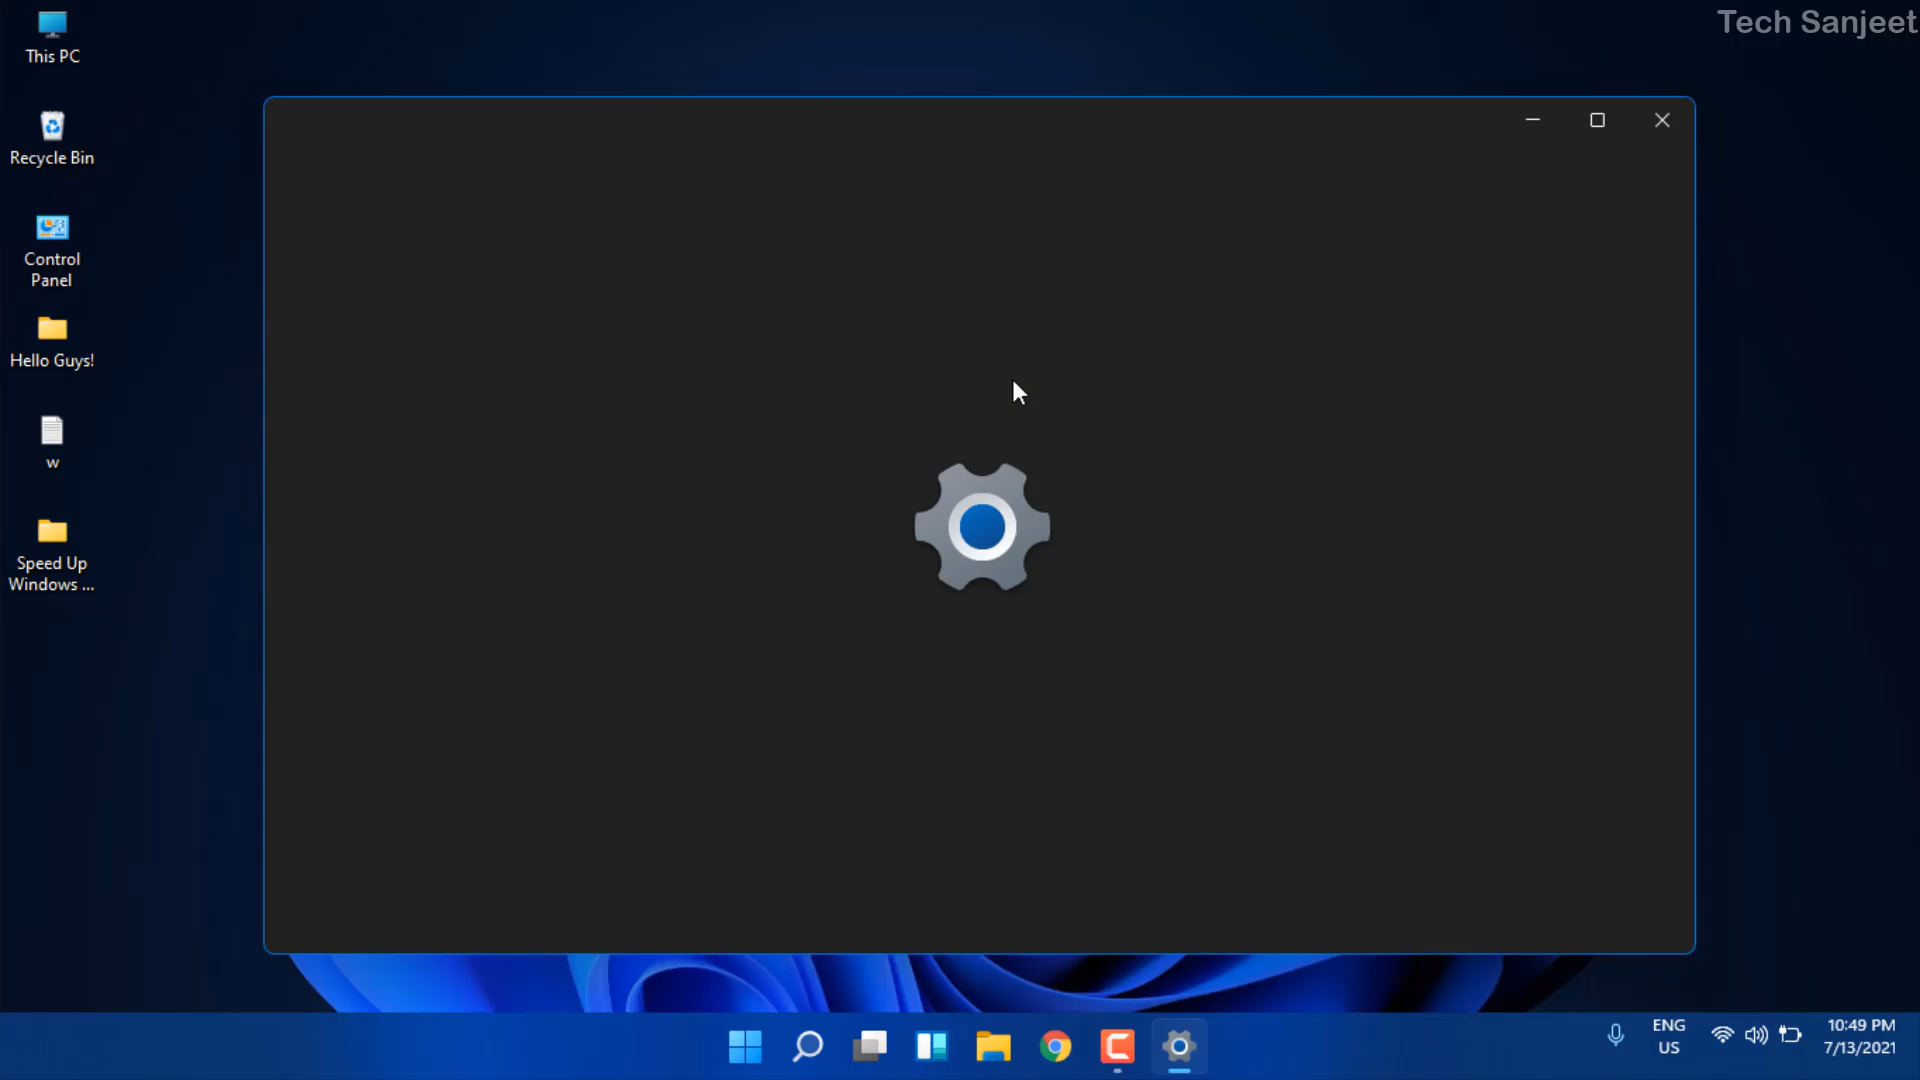 Tech Sanjeet
This PC
Recycle Bin
Control
Panel
Hello Guys!
w
Speed Up
Windows ...
ENG
US
10:49 PM
7/13/2021